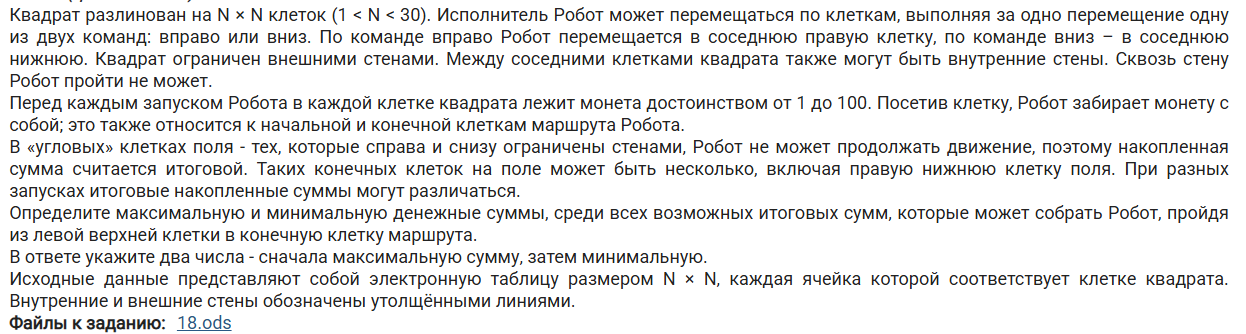 Квадрат разлинован на N × N клеток (1 < N < 30). Исполнитель Робот может перемещаться по клеткам, выполняя за одно перемещение одну
из двух команд: вправо или вниз. По команде вправо Робот перемещается в соседнюю правую клетку, по команде вниз – в соседнюю
нижнюю. Квадрат ограничен внешними стенами. Между соседними клетками квадрата также могут быть внутренние стены. Сквозь стену
Робот пройти не может.
Перед каждым запуском Робота в каждой клетке квадрата лежит монета достоинством от 1 до 100. Посетив клетку, Робот забирает монету с
собой; это также относится к начальной и конечной клеткам маршрута Робота.
В «угловых» клетках поля - тех, которые справа и снизу ограничены стенами, Робот не может продолжать движение, поэтому накопленная
сумма считается итоговой. Таких конечных клеток на поле может быть несколько, включая правую нижнюю клетку поля. При разных
запусках итоговые накопленные суммы могут различаться.
Определите максимальную и минимальную денежные суммы, среди всех возможных итоговых сумм, которые может собрать Робот, пройдя
из левой верхней клетки в конечную клетку маршрута.
В ответе укажите два числа - сначала максимальную сумму, затем минимальную.
Исходные данные представляют собой электронную таблицу размером N × N, каждая ячейка которой соответствует клетке квадрата.
Внутренние и внешние стены обозначены утолщёнными линиями.
Файлы к заданию: 18.ods